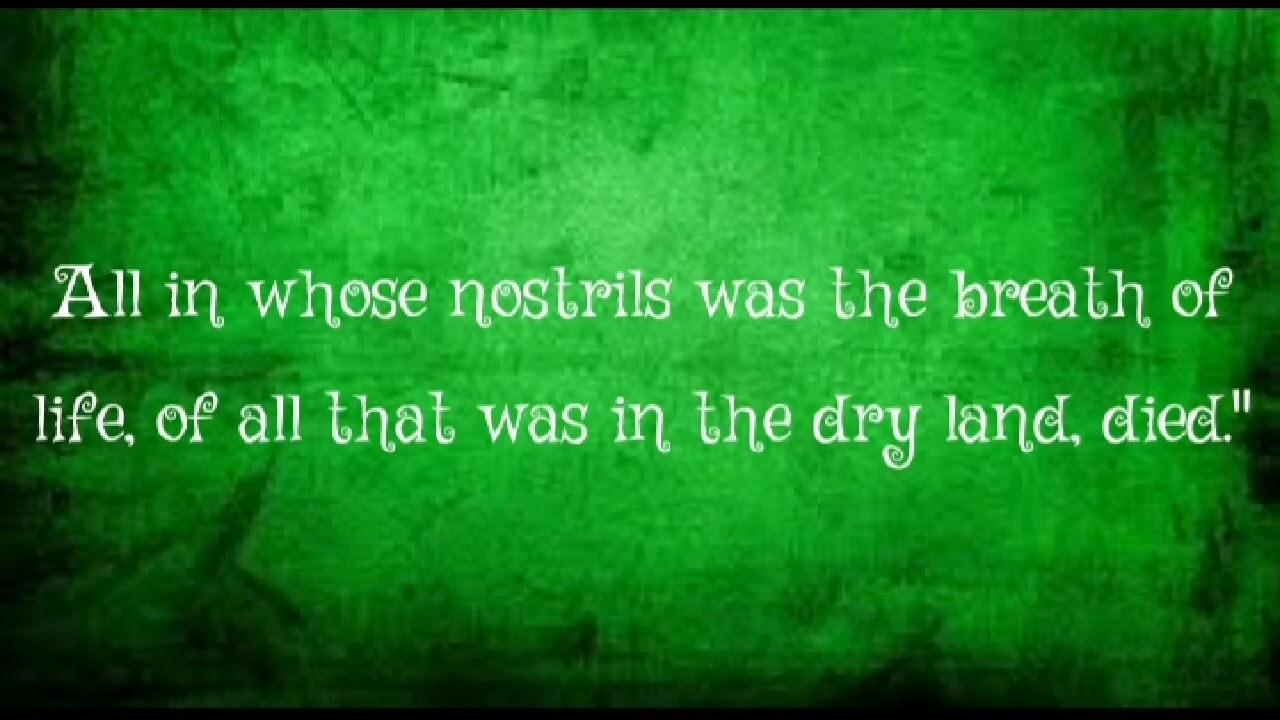 All in whose nostrils was the breath of
life, of all that was in the dry land, died."